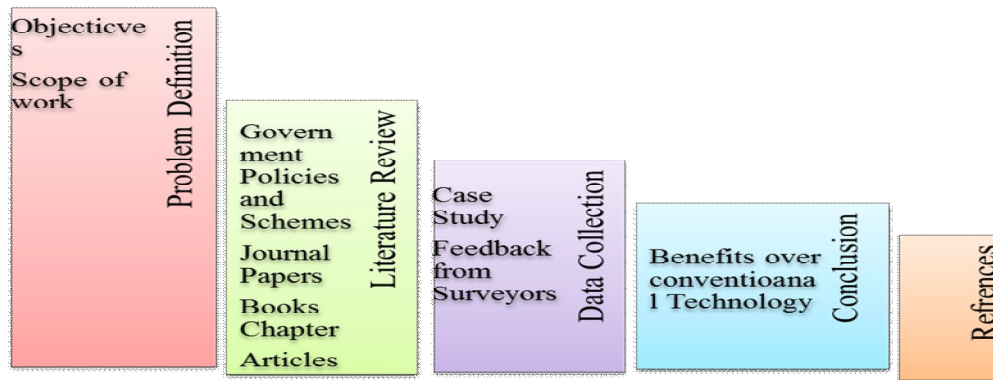 Objecticve
s
Scope of
work
Problem Definition
Govern
ment
Policies
and
Schemes
Journal
Papers
Books
Chapter
Articles
Literature Review
Case
Study
Feedback
from
Surveyors
Data Collection
Benefits over
conventioana
l Technology
Conclusion
Refrences